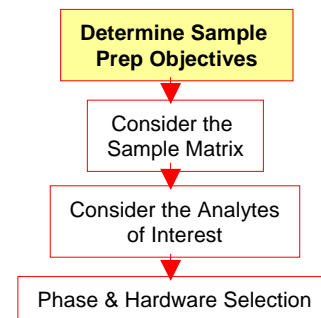 Determine Sample
Prep Objectives
Consider the
Sample Matrix
Consider the Analytes
of Interest
Phase & Hardware Selection